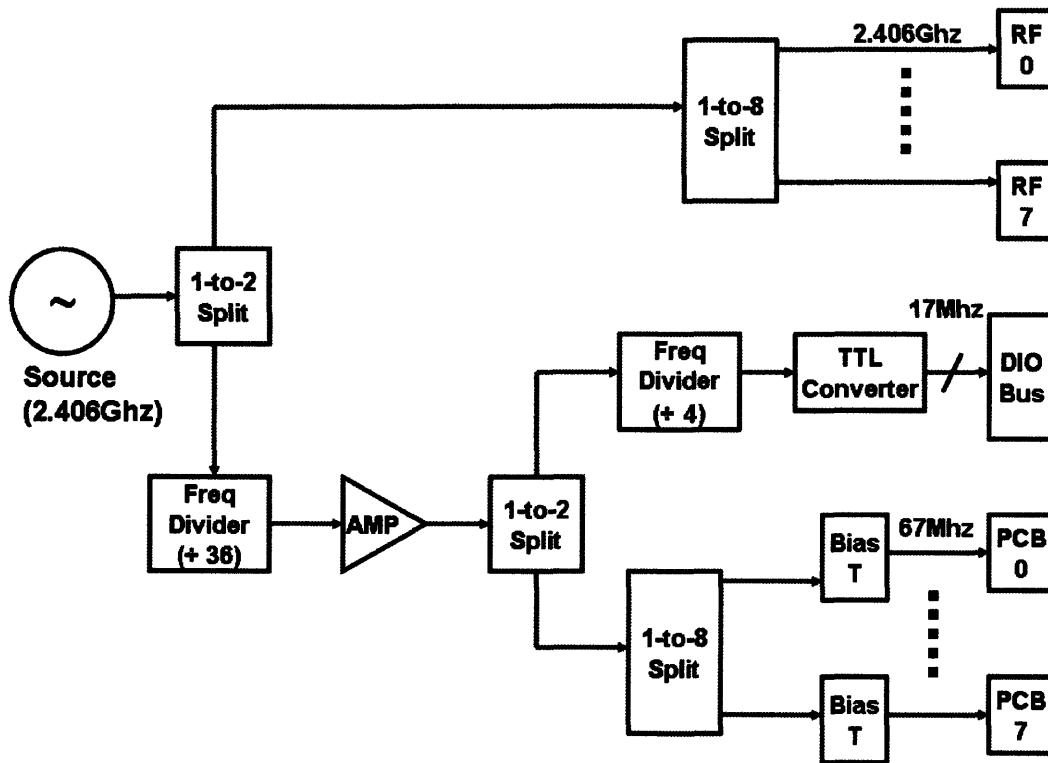 2.406Ghz
RF
0
1-to-8
Split
RF
7
1-to-2
Split
~
Source
(2.406Ghz)
17Mhz
Freq
Divider
(+ 4)
TTL
Converter
DIO
Bus
Freq
Divider
(+ 36)
AMP
1-to-2
Split
67Mhz
Bias
T
PCB
0
1-to-8
Split
Bias
T
PCB
7